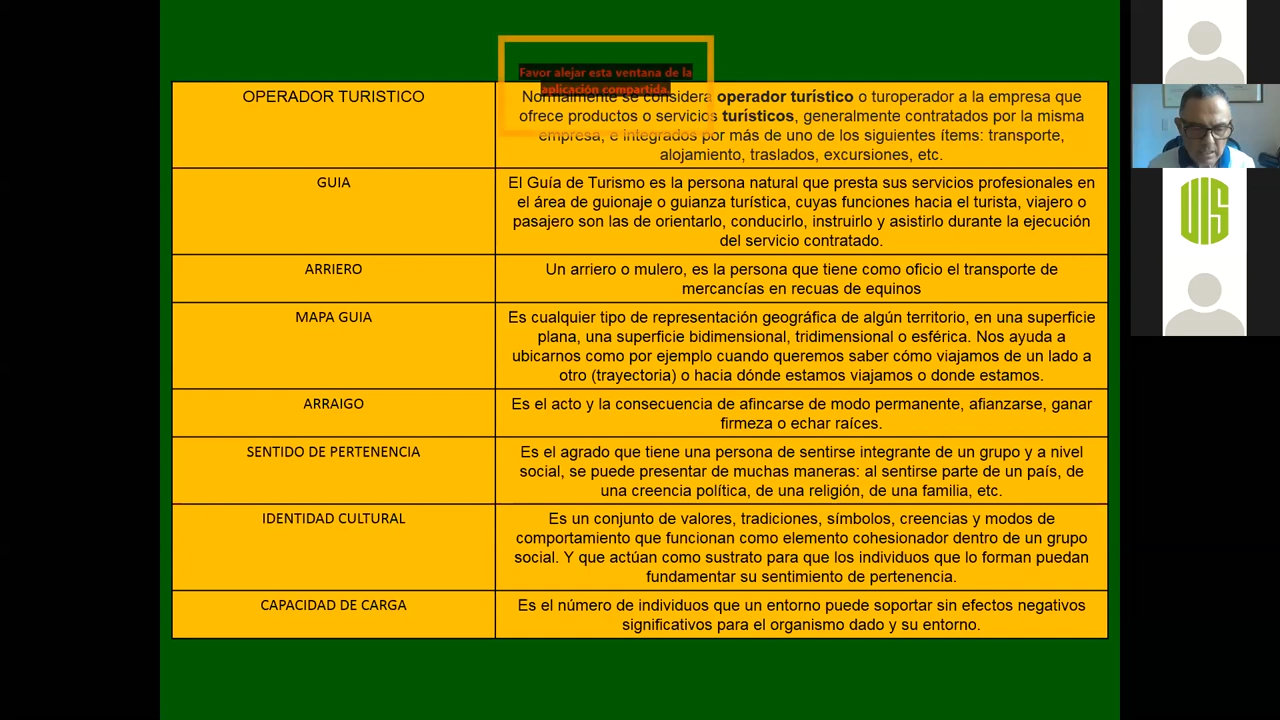 Favor alejar esta ventana de la
aplicación compartida.
OPERADOR TURISTICO
Normalmente se considera operador turístico o turoperador a la empresa que
ofrece productos o servicios turísticos, generalmente contratados por la misma
empresa, e integrados por más de uno de los siguientes ítems: transporte,
alojamiento, traslados, excursiones, etc.
GUIA
El Guía de Turismo es la persona natural que presta sus servicios profesionales en
el área de guionaje o guianza turística, cuyas funciones hacia el turista, viajero o
pasajero son las de orientarlo, conducirlo, instruirlo y asistirlo durante la ejecución
del servicio contratado.
ARRIERO
Un arriero o mulero, es la persona que tiene como oficio el transporte de
mercancías en recuas de equinos
MAPA GUIA
Es cualquier tipo de representación geográfica de algún territorio, en una superficie
plana, una superficie bidimensional, tridimensional o esférica. Nos ayuda a
ubicarnos como por ejemplo cuando queremos saber cómo viajamos de un lado a
otro (trayectoria) o hacia dónde estamos viajamos o donde estamos.
ARRAIGO
Es el acto y la consecuencia de afincarse de modo permanente, afianzarse, ganar
firmeza o echar raíces.
SENTIDO DE PERTENENCIA
Es el agrado que tiene una persona de sentirse integrante de un grupo y a nivel
social, se puede presentar de muchas maneras: al sentirse parte de un país, de
una creencia política, de una religión, de una familia, etc.
IDENTIDAD CULTURAL
Es un conjunto de valores, tradiciones, símbolos, creencias y modos de
comportamiento que funcionan como elemento cohesionador dentro de un grupo
social. Y que actúan como sustrato para que los individuos que lo forman puedan
fundamentar su sentimiento de pertenencia.
CAPACIDAD DE CARGA
Es el número de individuos que un entorno puede soportar sin efectos negativos
significativos para el organismo dado y su entorno.
UIS